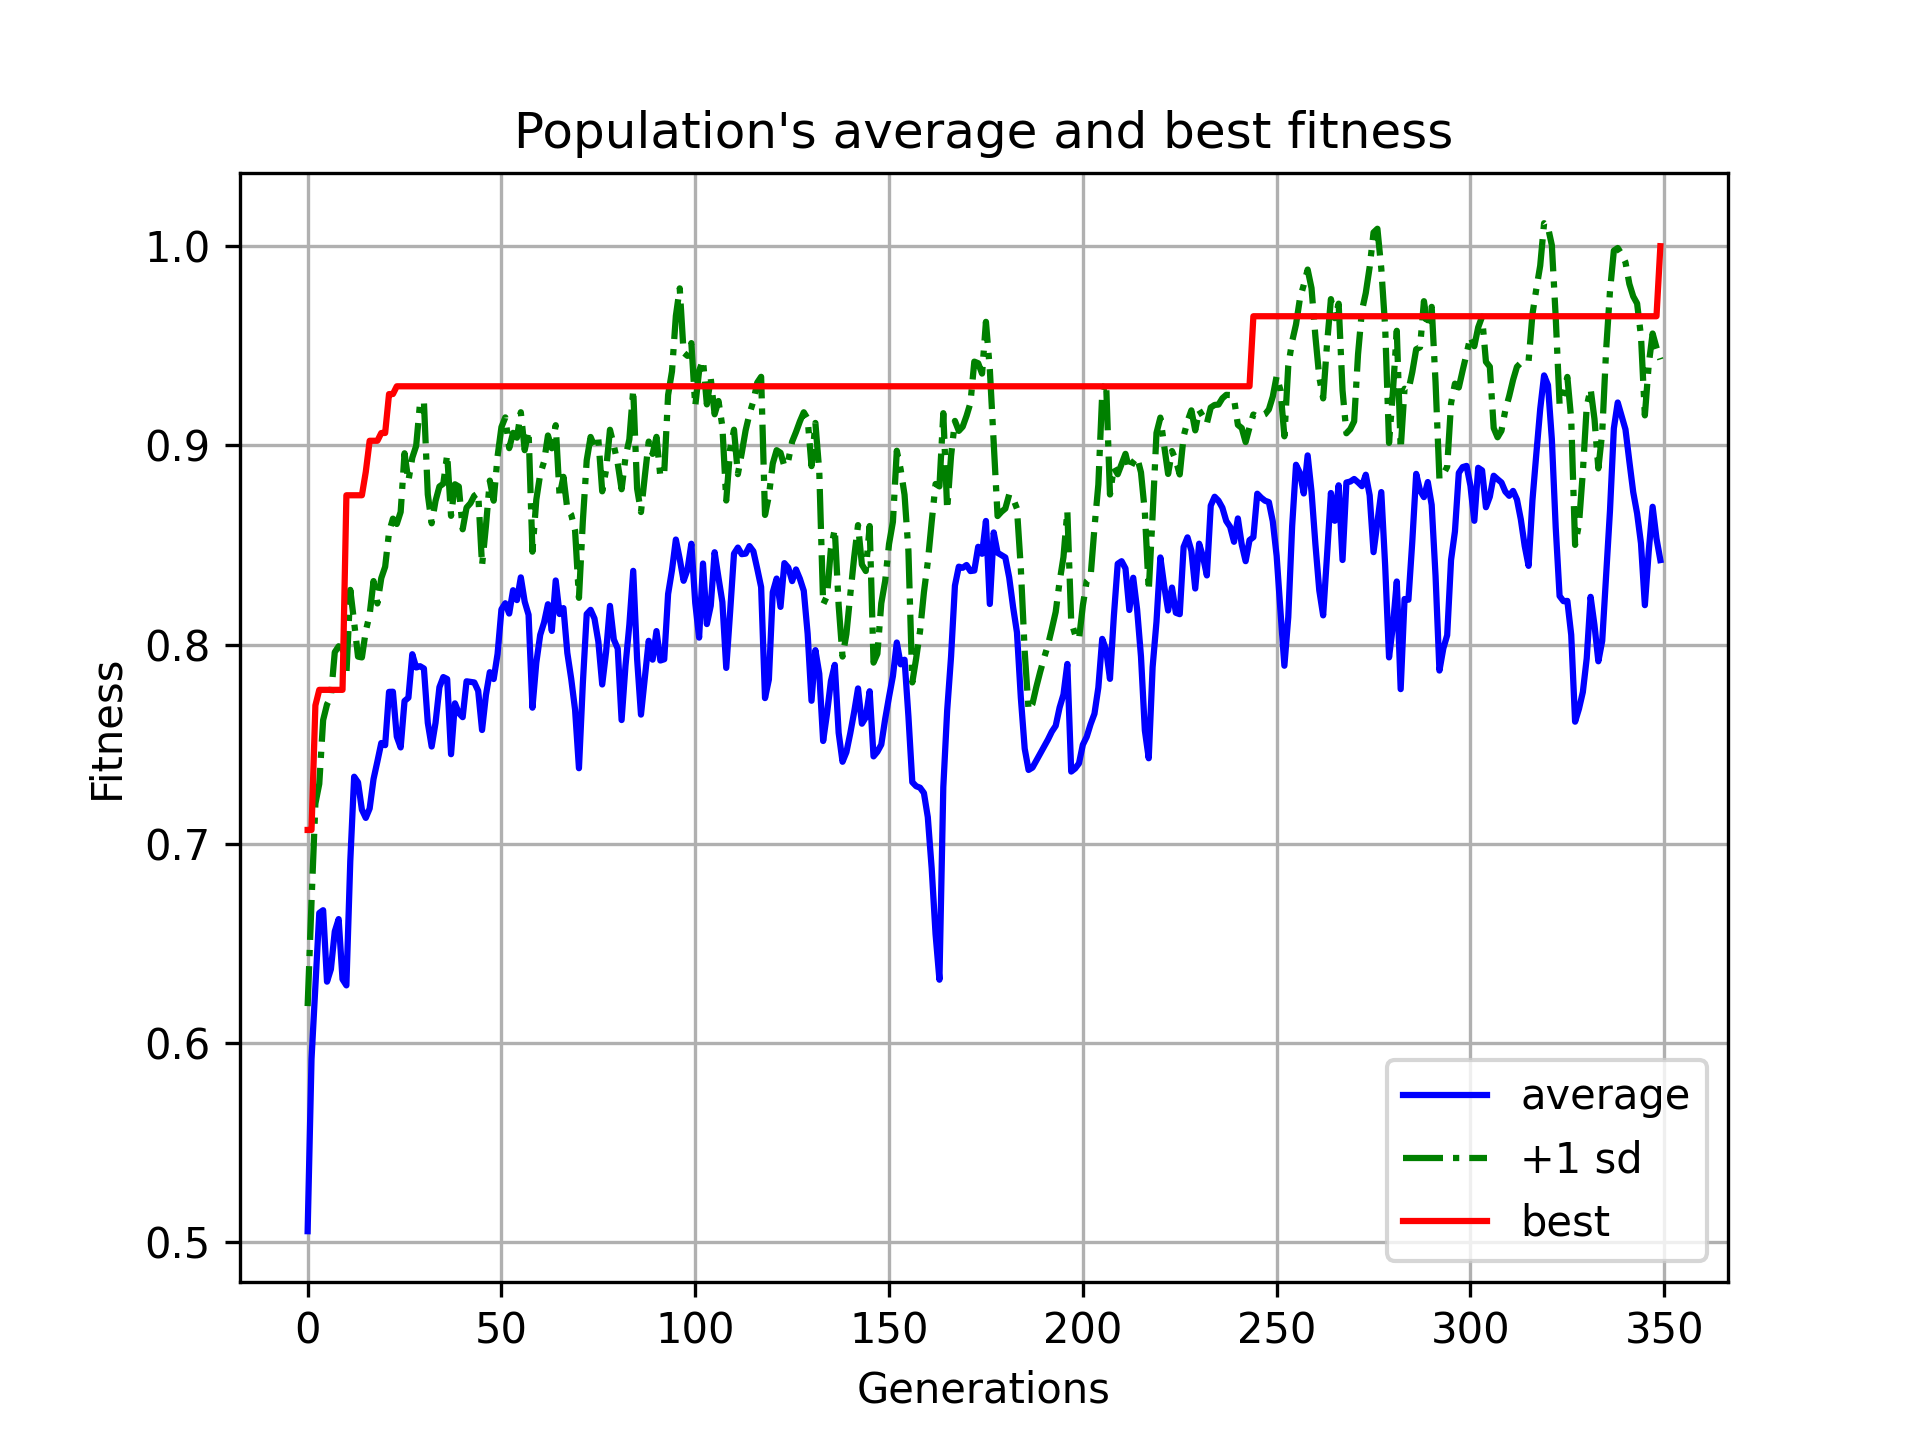 Population's average and best fitness
Fitness
1.0
0.9
0.8
0.7
0.6
0.5
average
+1 sd
best
0 50 100 150 200 250 300 350
Generations